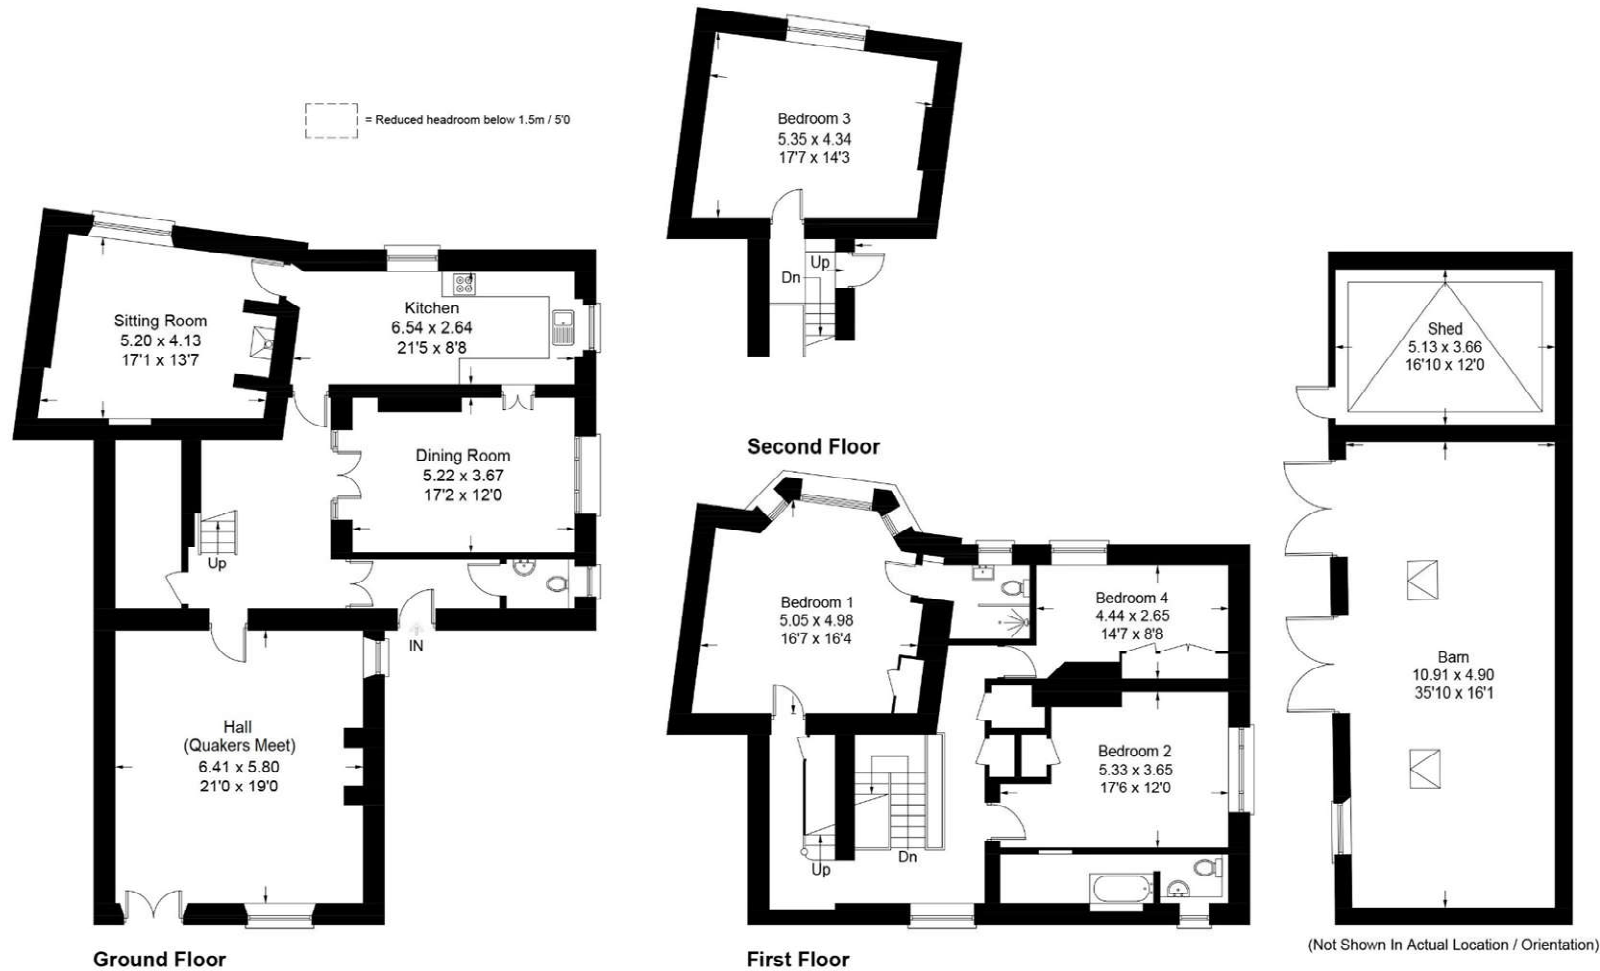 = Reduced headroom below 1.5m / 5'0
Bedroom 3
5.35 x 4.34
17'7 x 14'3
Up
Dn
Second Floor
Sitting Room
5.20 x 4.13
17'1 x 13'7
Kitchen
6.54 x 2.64
21'5 x 8'8
Dining Room
5.22 x 3.67
17'2 x 12'0
Up
IN
Hall
(Quakers Meet)
6.41 x 5.80
21'0 x 19'0
Ground Floor
Bedroom 1
5.05 x 4.98
16'7 x 16'4
Bedroom 4
4.44 x 2.65
14'7 x 8'8
Bedroom 2
5.33 x 3.65
17'6 x 12'0
Up
Dn
First Floor
Shed
5.13 x 3.66
16'10 x 12'0
Barn
10.91 x 4.90
35'10 x 16'1
(Not Shown In Actual Location / Orientation)